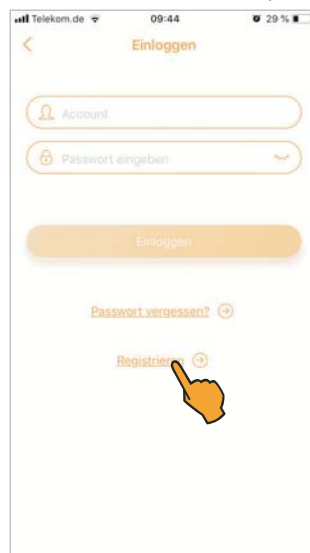 Telekom.de 09:44 29 %
Einloggen
Account
Passwort eingeben
Einloggen
Passwort vergessen?
Registrieren